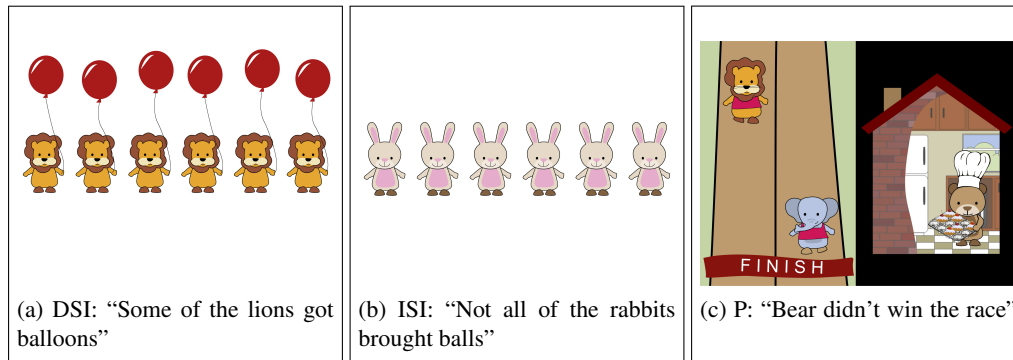 FINISH
(a) DSI: “Some of the lions got
balloons”
(b) ISI: “Not all of the rabbits
brought balls”
(c) P: “Bear didn’t win the race”